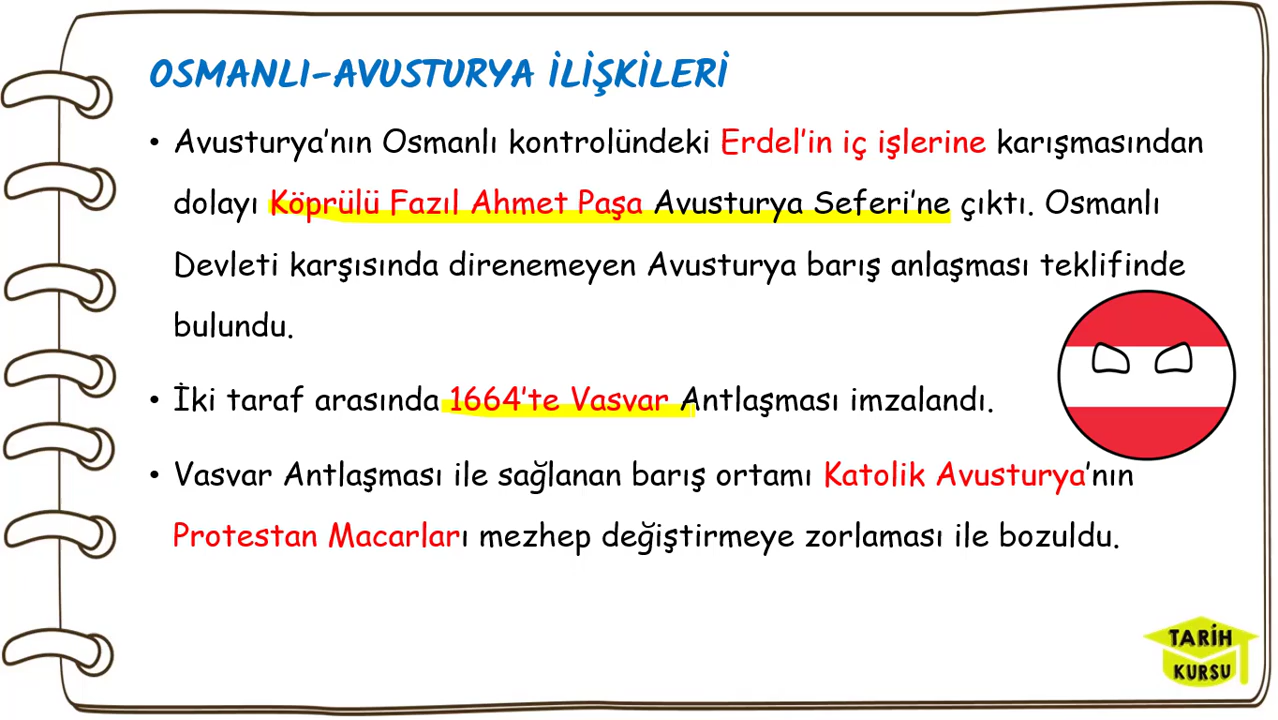 OSMANLI-AVUSTURYA İLİŞKİLERİ
• Avusturya’nın Osmanlı kontrolündeki Erdel’in iç işlerine karışmasından
dolayı Köprülü Fazıl Ahmet Paşa Avusturya Seferi’ne çıktı. Osmanlı
Devleti karşısında direnemeyen Avusturya barış anlaşması teklifinde
bulundu.
• İki taraf arasında 1664’te Vasvar Antlaşması imzalandı.
• Vasvar Antlaşması ile sağlanan barış ortamı Katolik Avusturya’nın
Protestan Macarları mezhep değiştirmeye zorlaması ile bozuldu.
TARİH
KURSU